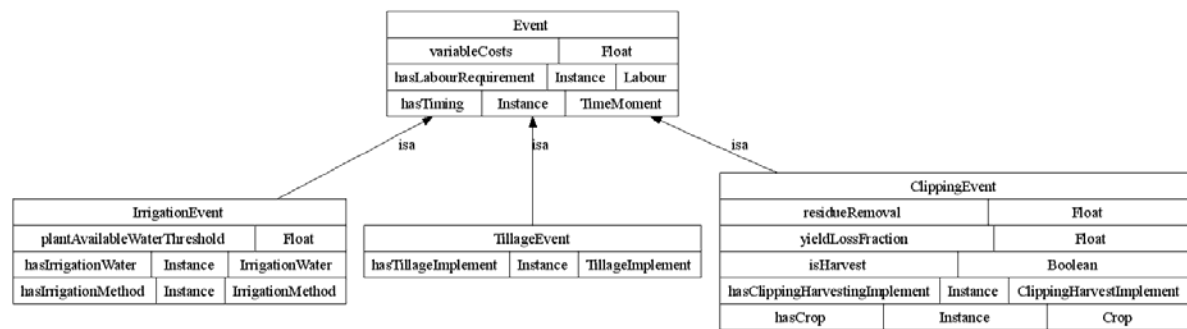 Event
variableCosts Float
hasLabourRequirement Instance Labour
hasTiming Instance TimeMoment
isa isa isa
IrrigationEvent
plantAvailableWaterThreshold Float
hasIrrigationWater Instance IrrigationWater
hasIrrigationMethod Instance IrrigationMethod
TillageEvent
hasTillageImplement Instance TillageImplement
ClippingEvent
residueRemoval Float
yieldLossFraction Float
isHarvest Boolean
hasClippingHarvestingImplement Instance ClippingHarvestImplement
hasCrop Instance Crop